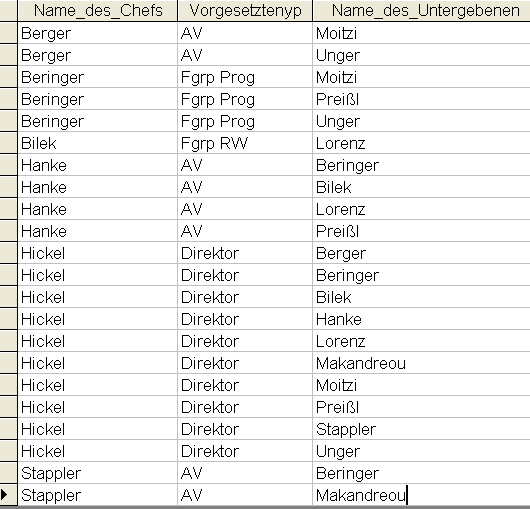 Name_des_Chefs Vorgesetztenyp Name_des_Untergebenen
Berger AV Moitzi
Berger AV Unger
Beringer Fgrp Prog Moitzi
Beringer Fgrp Prog Preißl
Beringer Fgrp Prog Unger
Bilek Fgrp RW Lorenz
Hanke AV Beringer
Hanke AV Bilek
Hanke AV Lorenz
Hanke AV Preißl
Hickel Direktor Berger
Hickel Direktor Beringer
Hickel Direktor Bilek
Hickel Direktor Hanke
Hickel Direktor Lorenz
Hickel Direktor Makandreou
Hickel Direktor Moitzi
Hickel Direktor Preißl
Hickel Direktor Stappler
Hickel Direktor Unger
Stappler AV Beringer
Stappler AV Makandreou